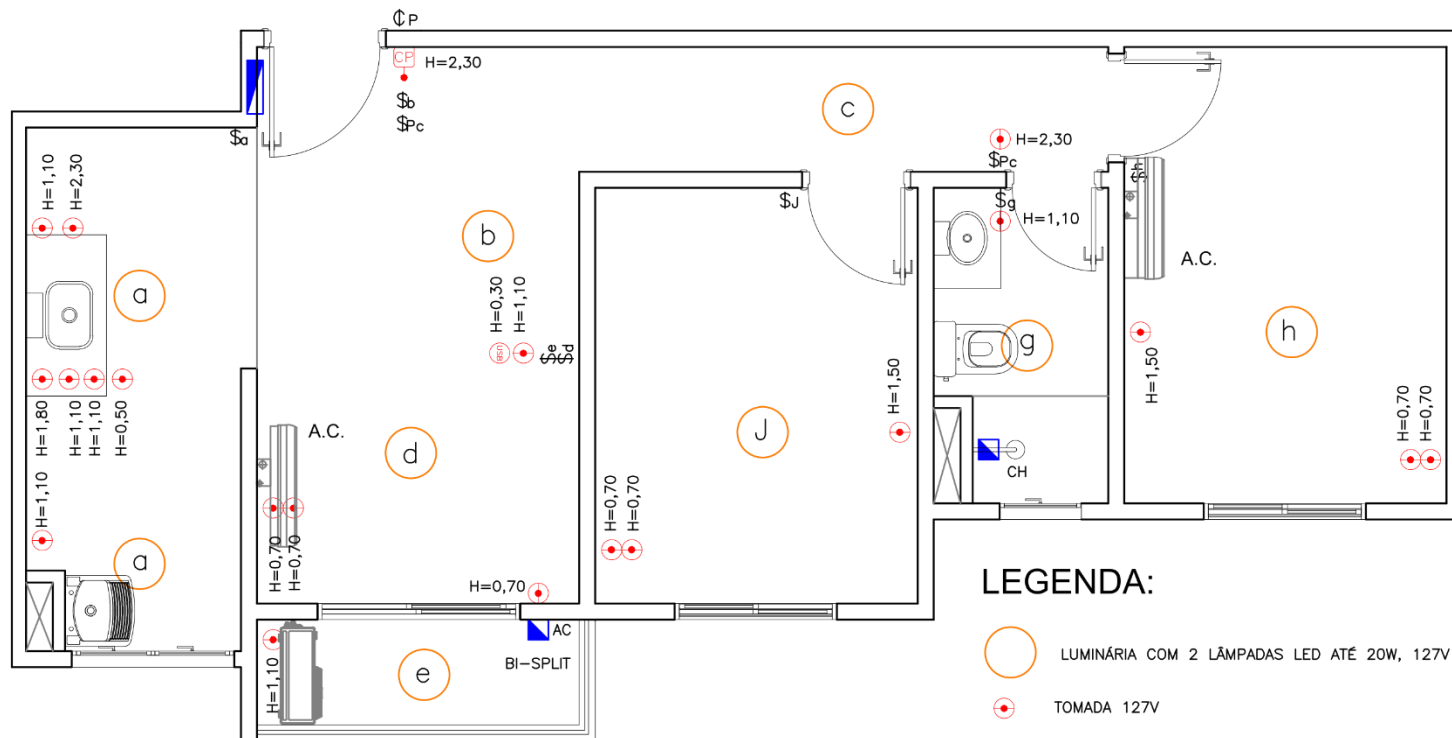 ₵P
CP
H=2,30
$b
$Pc
$a
c
H=2,30
$Pc
$h
H=1,10
H=2,30
$J
$g
H=1,10
b
A.C.
a
H=0,30
H=1,10
USB
$e
$d
g
h
H=1,50
H=1,80
H=1,10
H=1,10
H=0,50
A.C.
d
J
H=1,50
H=0,70
H=0,70
CH
H=1,10
H=0,70
H=0,70
a
H=0,70
H=0,70
H=0,70
LEGENDA:
AC
BI-SPLIT
H=1,10
e
LUMINÁRIA COM 2 LÂMPADAS LED ATÉ 20W, 127V
TOMADA 127V